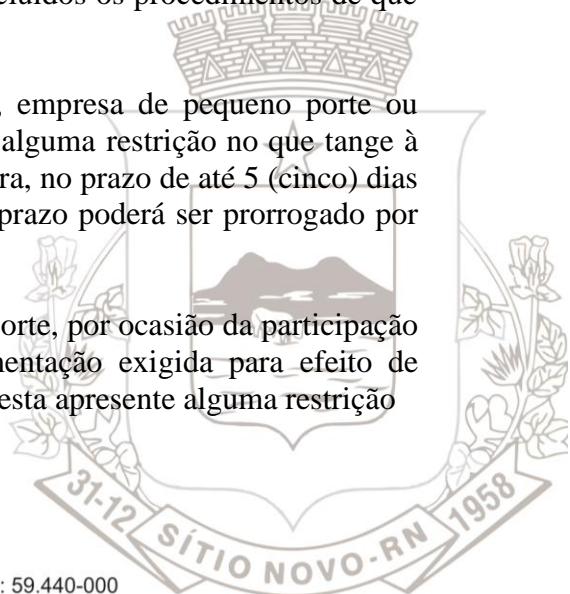 os procedimentos de que
, empresa de pequeno porte ou
alguma restrição no que tange à
ra, no prazo de até 5 (cinco) dias
prazo poderá ser prorrogado por
orte, por ocasião da participação
mentação exigida para efeito de
esta apresente alguma restrição
31-12 SÍTIO NOVO-RN 1958
: 59.440-000